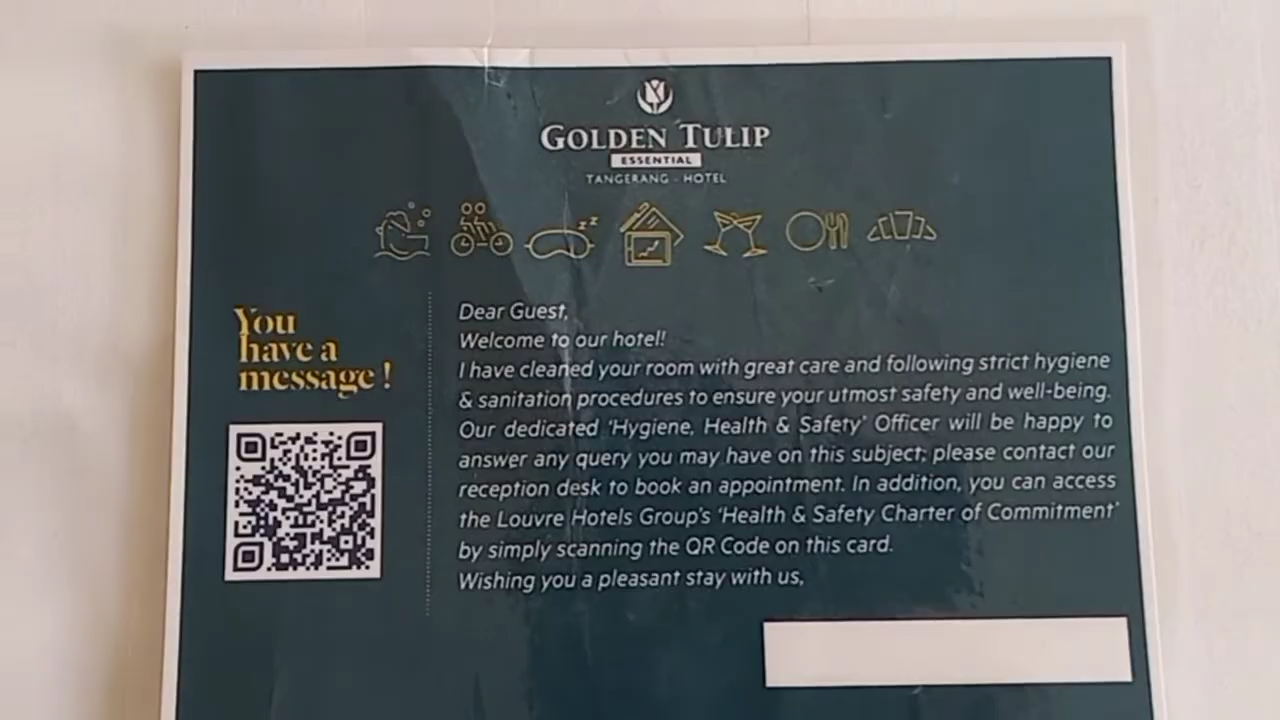 GOLDEN TULIP
ESSENTIAL
TANGERANG - HOTEL
z z z
You
have a
message !
Dear Guest,
Welcome to our hotel!
I have cleaned your room with great care and following strict hygiene
& sanitation procedures to ensure your utmost safety and well-being.
Our dedicated 'Hygiene, Health & Safety' Officer will be happy to
answer any query you may have on this subject; please contact our
reception desk to book an appointment. In addition, you can access
the Louvre Hotels Group's 'Health & Safety Charter of Commitment'
by simply scanning the QR Code on this card.
Wishing you a pleasant stay with us,